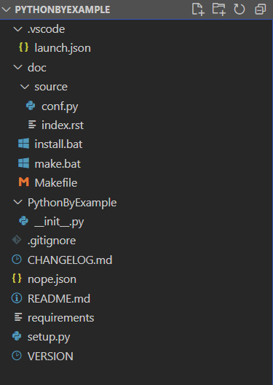 PYTHONBYEXAMPLE
.vscode
{} launch.json
doc
source
conf.py
index.rst
install.bat
make.bat
M Makefile
PythonByExample
__init__.py
.gitignore
CHANGELOG.md
{} nope.json
README.md
requirements
setup.py
VERSION